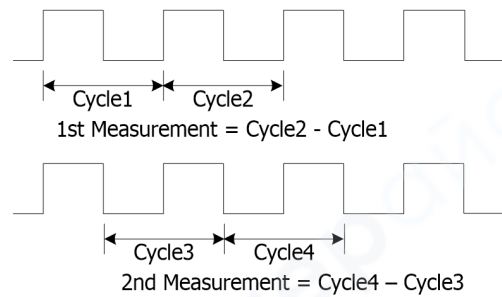 Cycle1 Cycle2
1st Measurement = Cycle2 - Cycle1
Cycle3 Cycle4
2nd Measurement = Cycle4 – Cycle3